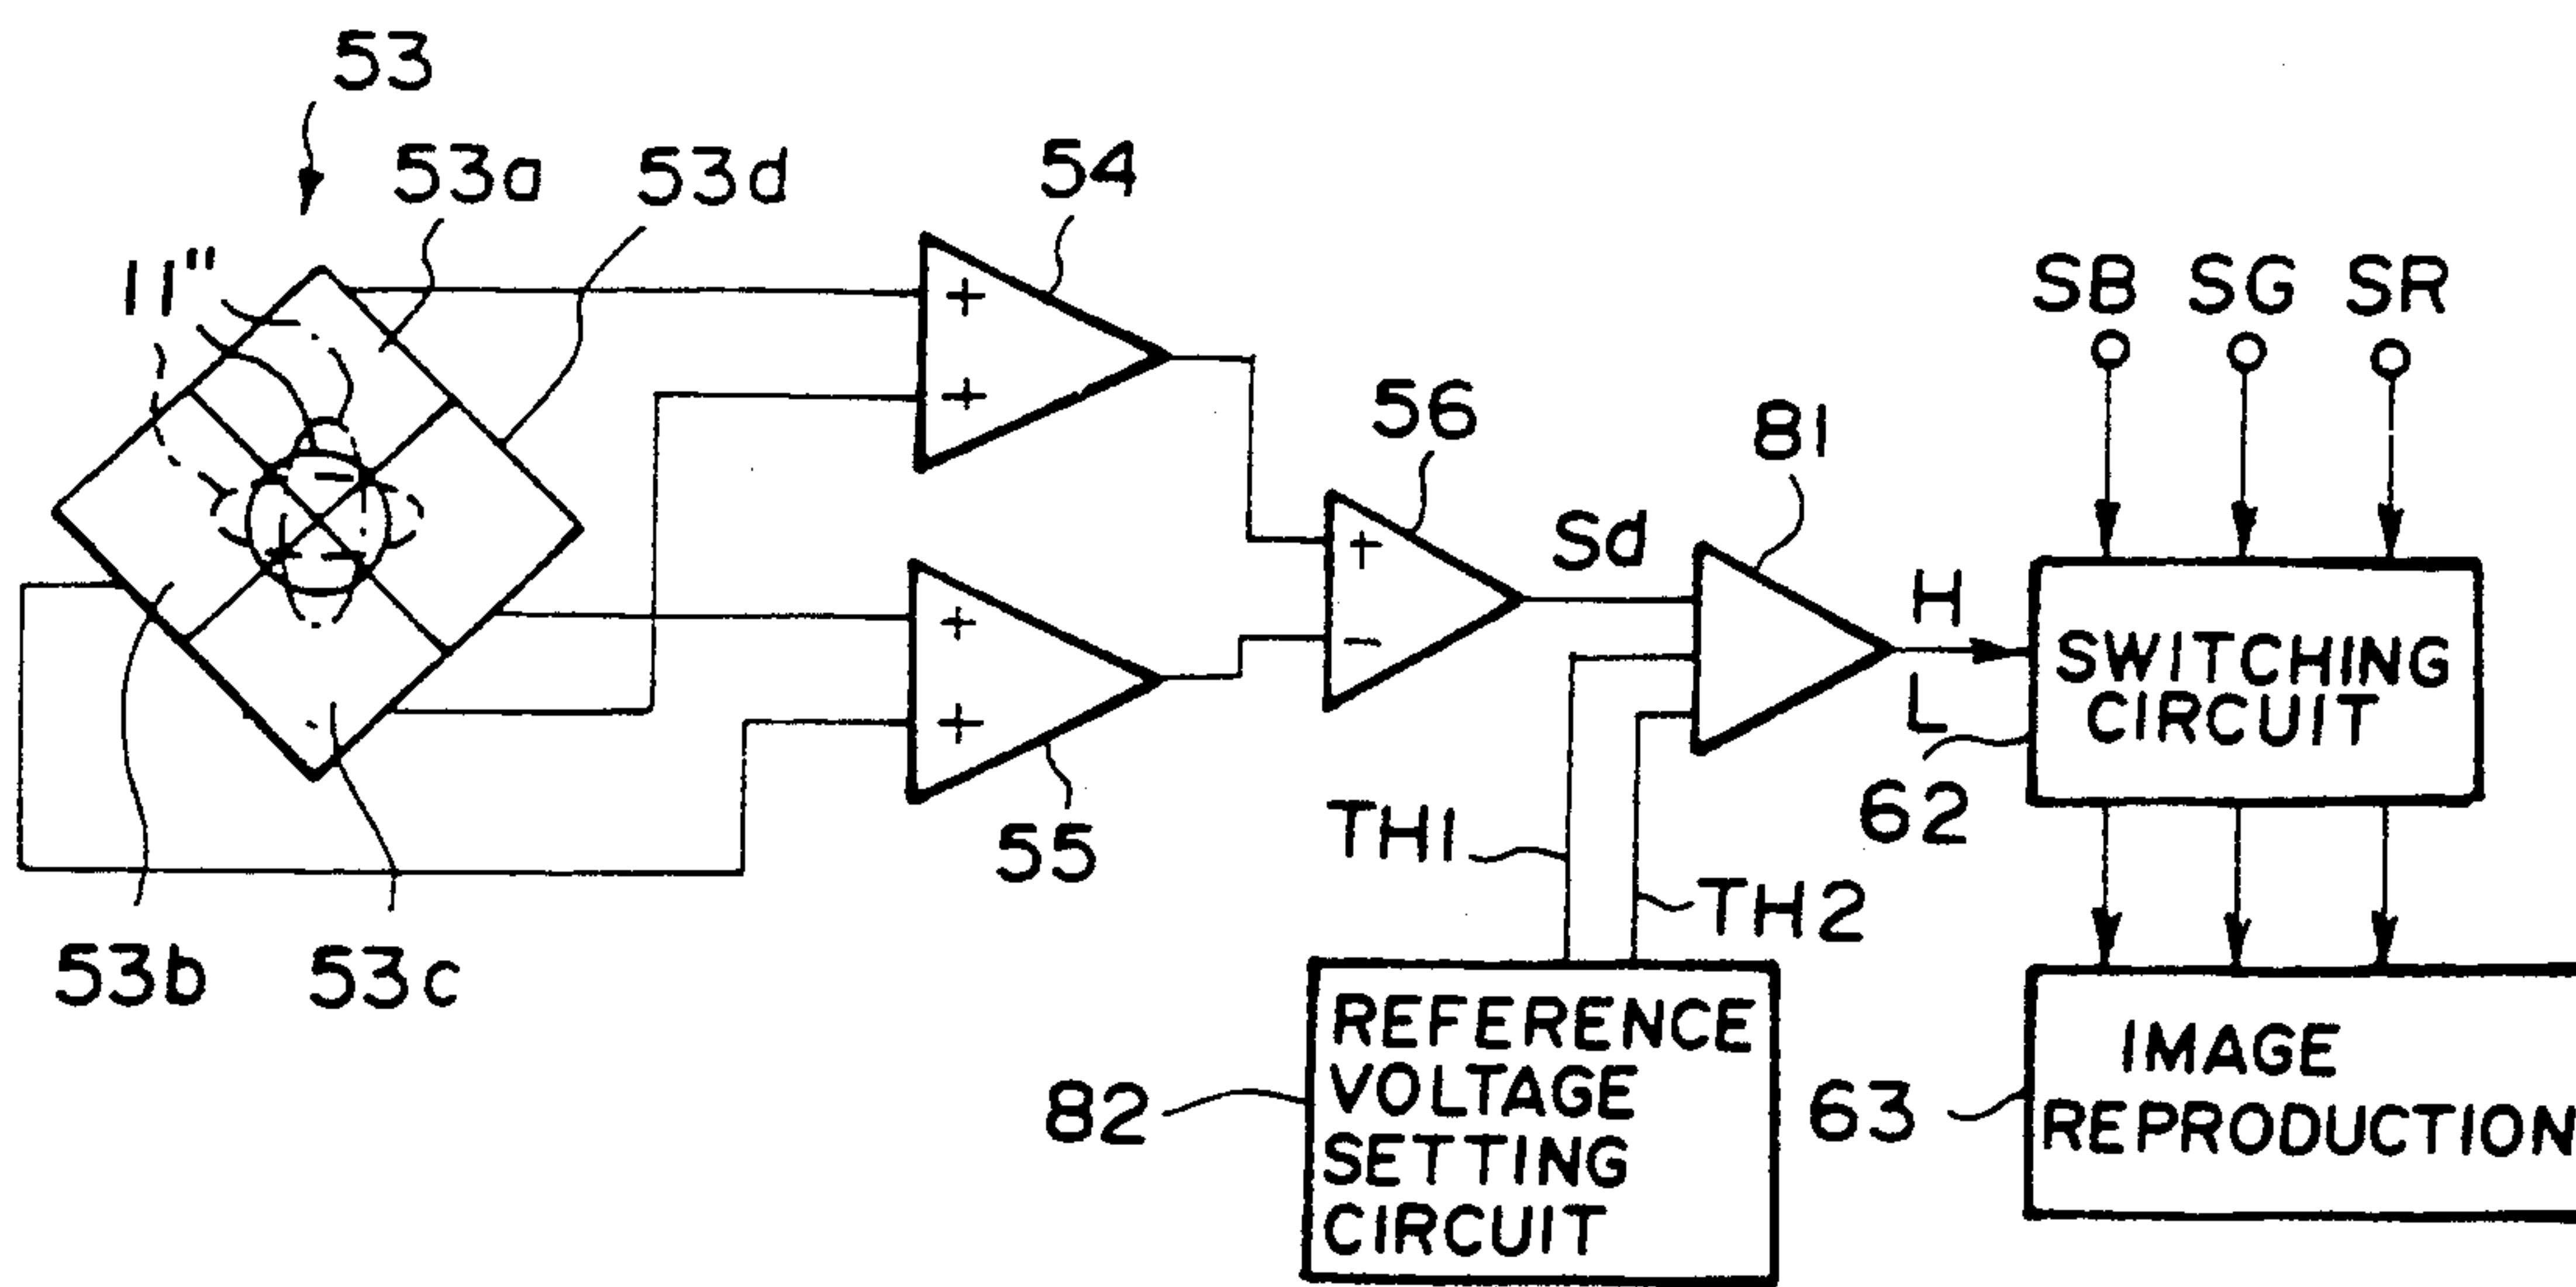 53
53a
53d
54
11"
SB SG SR
+
+
56
81
Sd
+
-
H
L
SWITCHING
CIRCUIT
+
+
55
TH1
62
TH2
53b
53c
82
REFERENCE
VOLTAGE
SETTING
CIRCUIT
63
IMAGE
REPRODUCTION